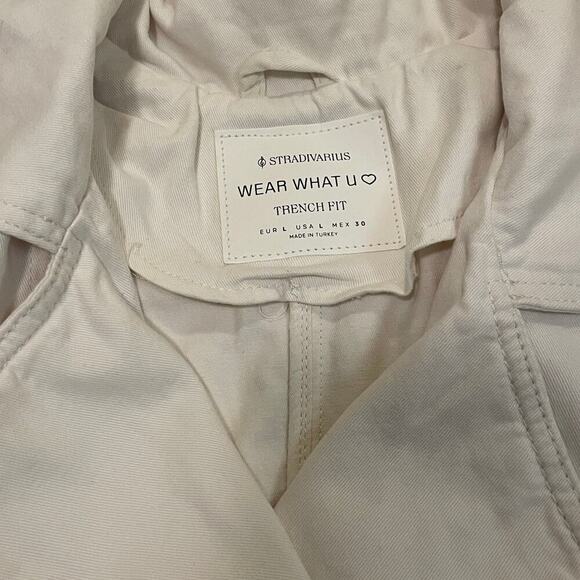 STRADIVARIUS
WEAR WHAT U ♡
TRENCH FIT
EUR L USA L MEX 30
MADE IN TURKEY